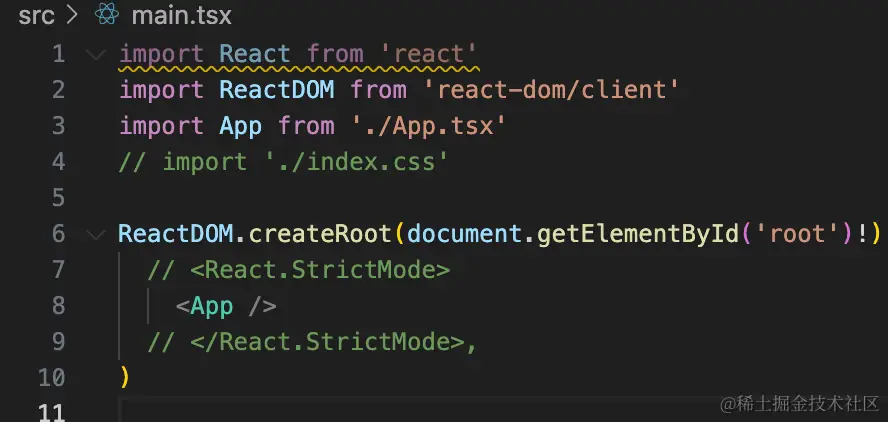 src > main.tsx
1 import React from 'react'
2 import ReactDOM from 'react-dom/client'
3 import App from './App.tsx'
4 // import './index.css'
5
6 ReactDOM.createRoot(document.getElementById('root')!)
7 // <React.StrictMode>
8 <App />
9 // </React.StrictMode>,
10 )
11
@稀土掘金技术社区